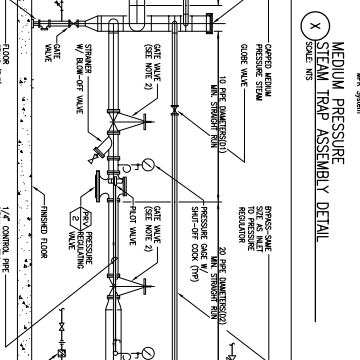 X
MEDIUM PRESSURE
STEAM TRAP ASSEMBLY DETAIL
SCALE: NTS
CAPPED MEDIUM
PRESSURE STEAM
GLOBE VALVE
BYPASS-SAME
SIZE AS INLET
TO PRESSURE
REGULATOR
10 PIPE DIAMETERS(D1)
MIN. STRAIGHT RUN
20 PIPE DIAMETERS(D2)
MIN. STRAIGHT RUN
PRESSURE GAGE W/
SHUT-OFF COCK (TYP)
GATE VALVE
(SEE NOTE 2)
GATE VALVE
(SEE NOTE 2)
PILOT VALVE
STRAINER
W/ BLOW-OFF VALVE
PRV
2
PRESSURE
REGULATING
VALVE
GATE
VALVE
FINISHED FLOOR
FLOOR
1/4" CONTROL PIPE